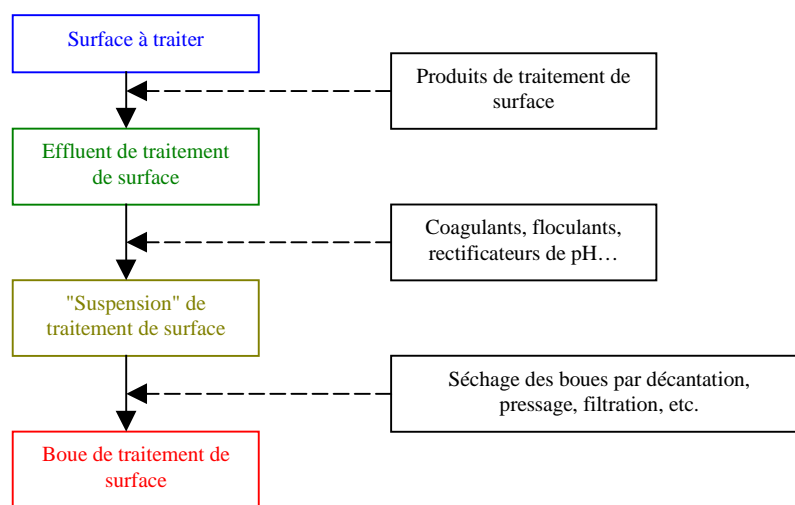 Surface à traiter
Produits de traitement de
surface
Effluent de traitement
de surface
Coagulants, floculants,
rectificateurs de pH…
"Suspension" de
traitement de surface
Séchage des boues par décantation,
pressage, filtration, etc.
Boue de traitement de
surface